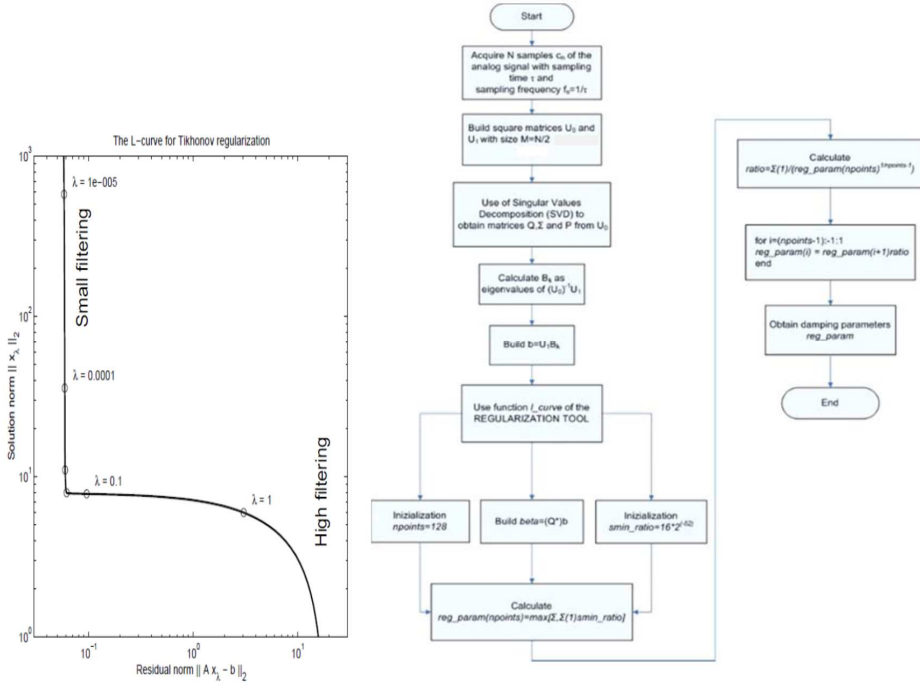 The L-curve for Tikhonov regularization
10³
10²
10¹
10⁰
Solution norm || x_λ ||₂
λ = 1e-005
Small filtering
λ = 0.0001
λ = 0.1
λ = 1
High filtering
10⁻¹
10⁰
10¹
Residual norm || A x_λ - b ||₂
Start
Acquire N samples cₙ of the
analog signal with sampling
time τ and
sampling frequency fₛ=1/τ
Build square matrices U₀ and
U₁ with size M=N/2
Use of Singular Values
Decomposition (SVD) to
obtain matrices Q,Σ and P from U₀
Calculate Bₖ as
eigenvalues of (U₀)⁻¹U₁
Build b=U₁Bₖ
Use function l_curve of the
REGULARIZATION TOOL
Inizialization
npoints=128
Build beta=(Q*)b
Inizialization
smin_ratio=16*2⁽⁻⁵²⁾
Calculate
reg_param(npoints)=max[Σ,Σ(1)smin_ratio]
Calculate
ratio=Σ(1)/(reg_param(npoints)^1/npoints-1)
for i=(npoints-1):-1:1
reg_param(i) = reg_param(i+1)ratio
end
Obtain damping parameters
reg_param
End